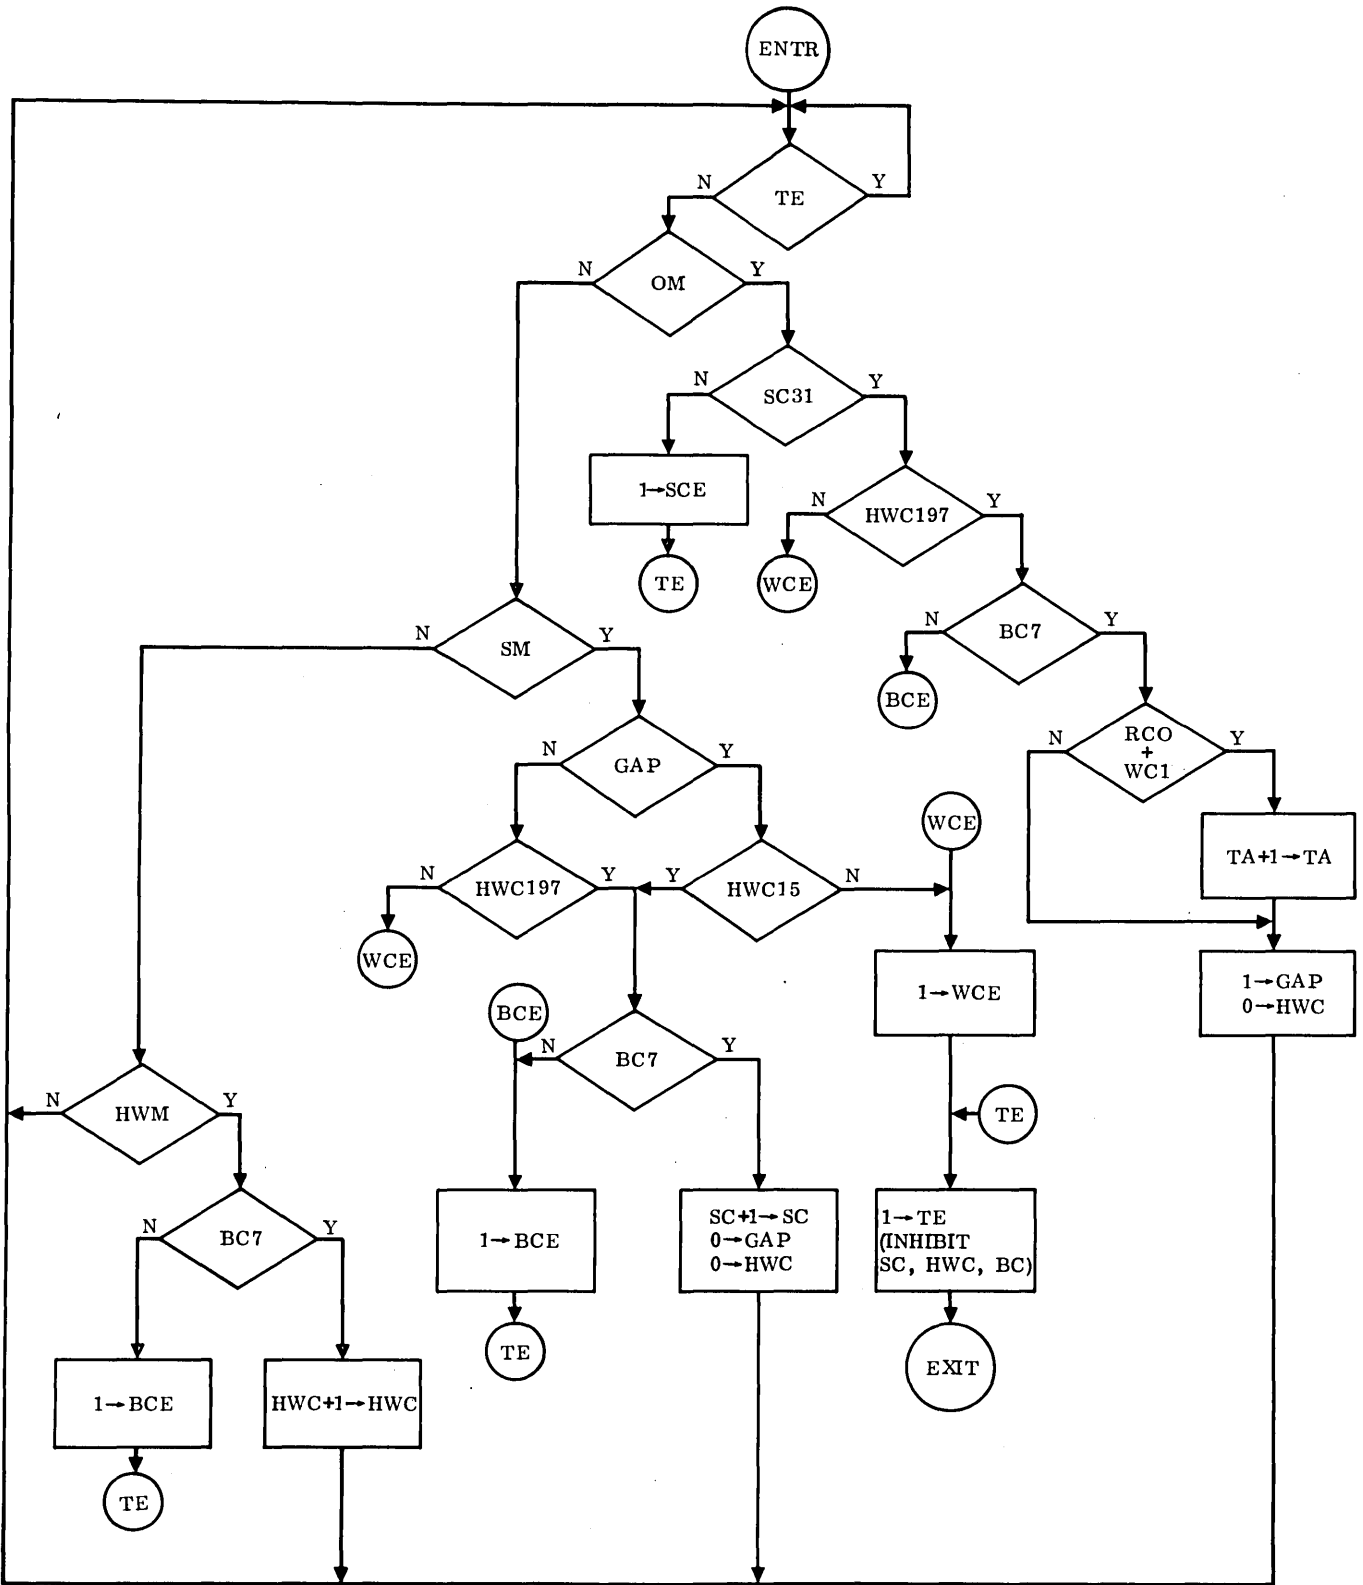 ENTR
TE
N
Y
OM
N
Y
SC31
N
Y
1→SCE
TE
HWC197
N
Y
WCE
BC7
N
Y
BCE
RCO
+
WC1
N
Y
TA+1→TA
1→GAP
0→HWC
SM
N
Y
GAP
N
Y
HWC197
N
Y
WCE
HWC15
Y
N
WCE
1→WCE
BCE
BC7
N
Y
TE
1→BCE
TE
SC+1→SC
0→GAP
0→HWC
1→TE
(INHIBIT
SC, HWC, BC)
EXIT
HWM
N
Y
BC7
N
Y
1→BCE
TE
HWC+1→HWC